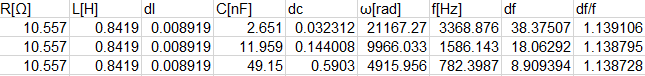 R[Ω] L[H] dl C[nF] dc ω[rad] f[Hz] df df/f
10.557 0.8419 0.008919 2.651 0.032312 21167.27 3368.876 38.37507 1.139106
10.557 0.8419 0.008919 11.959 0.144008 9966.033 1586.143 18.06292 1.138795
10.557 0.8419 0.008919 49.15 0.5903 4915.956 782.3987 8.909394 1.138728